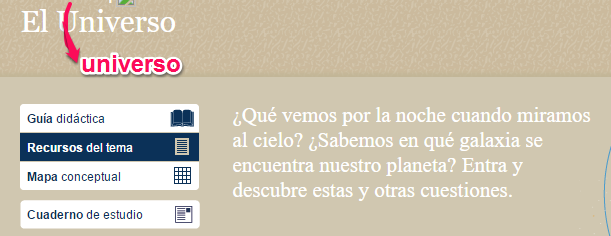 El Universo
universo
Guía didáctica
Recursos del tema
Mapa conceptual
Cuaderno de estudio
¿Qué vemos por la noche cuando miramos
al cielo? ¿Sabemos en qué galaxia se
encuentra nuestro planeta? Entra y
descubre estas y otras cuestiones.